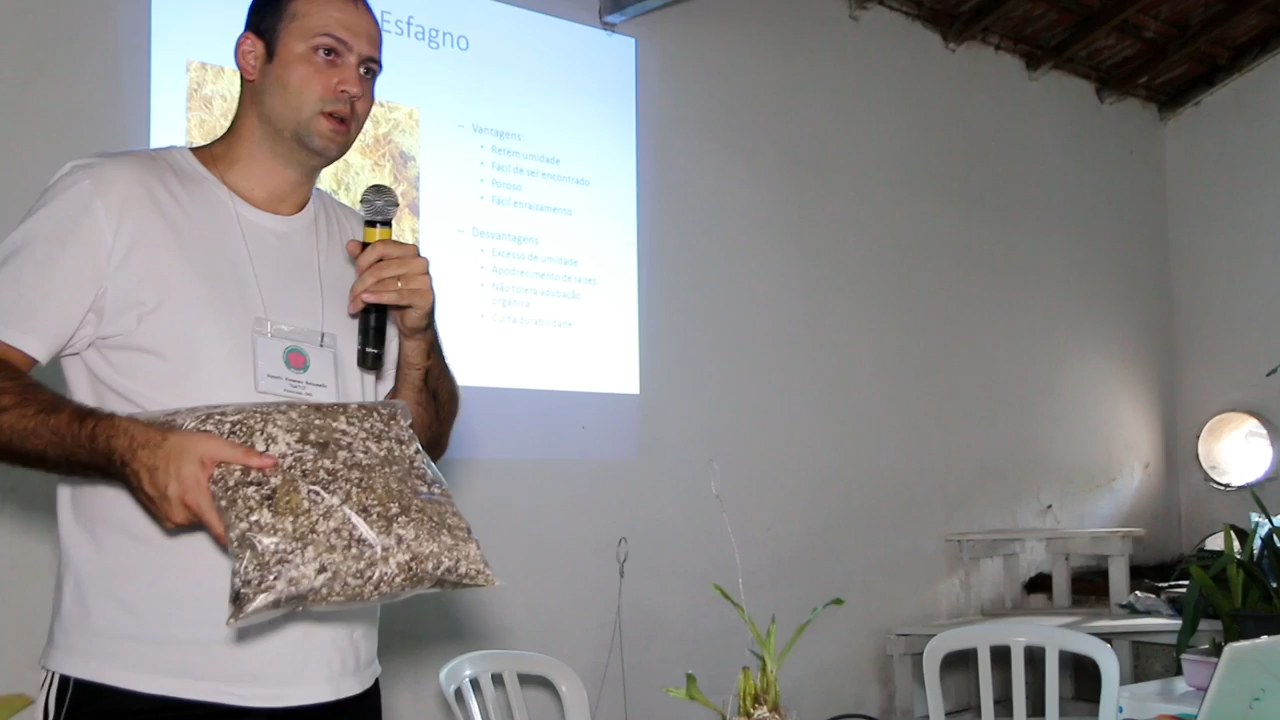 Esfagno
– Vantagens:
• Retém umidade
• Fácil de ser encontrado
• Poroso
• Fácil enraizamento
– Desvantagens
• Excesso de umidade
• Apodrecimento de raízes
• Não tolera adubação
orgânica
• Curta durabilidade